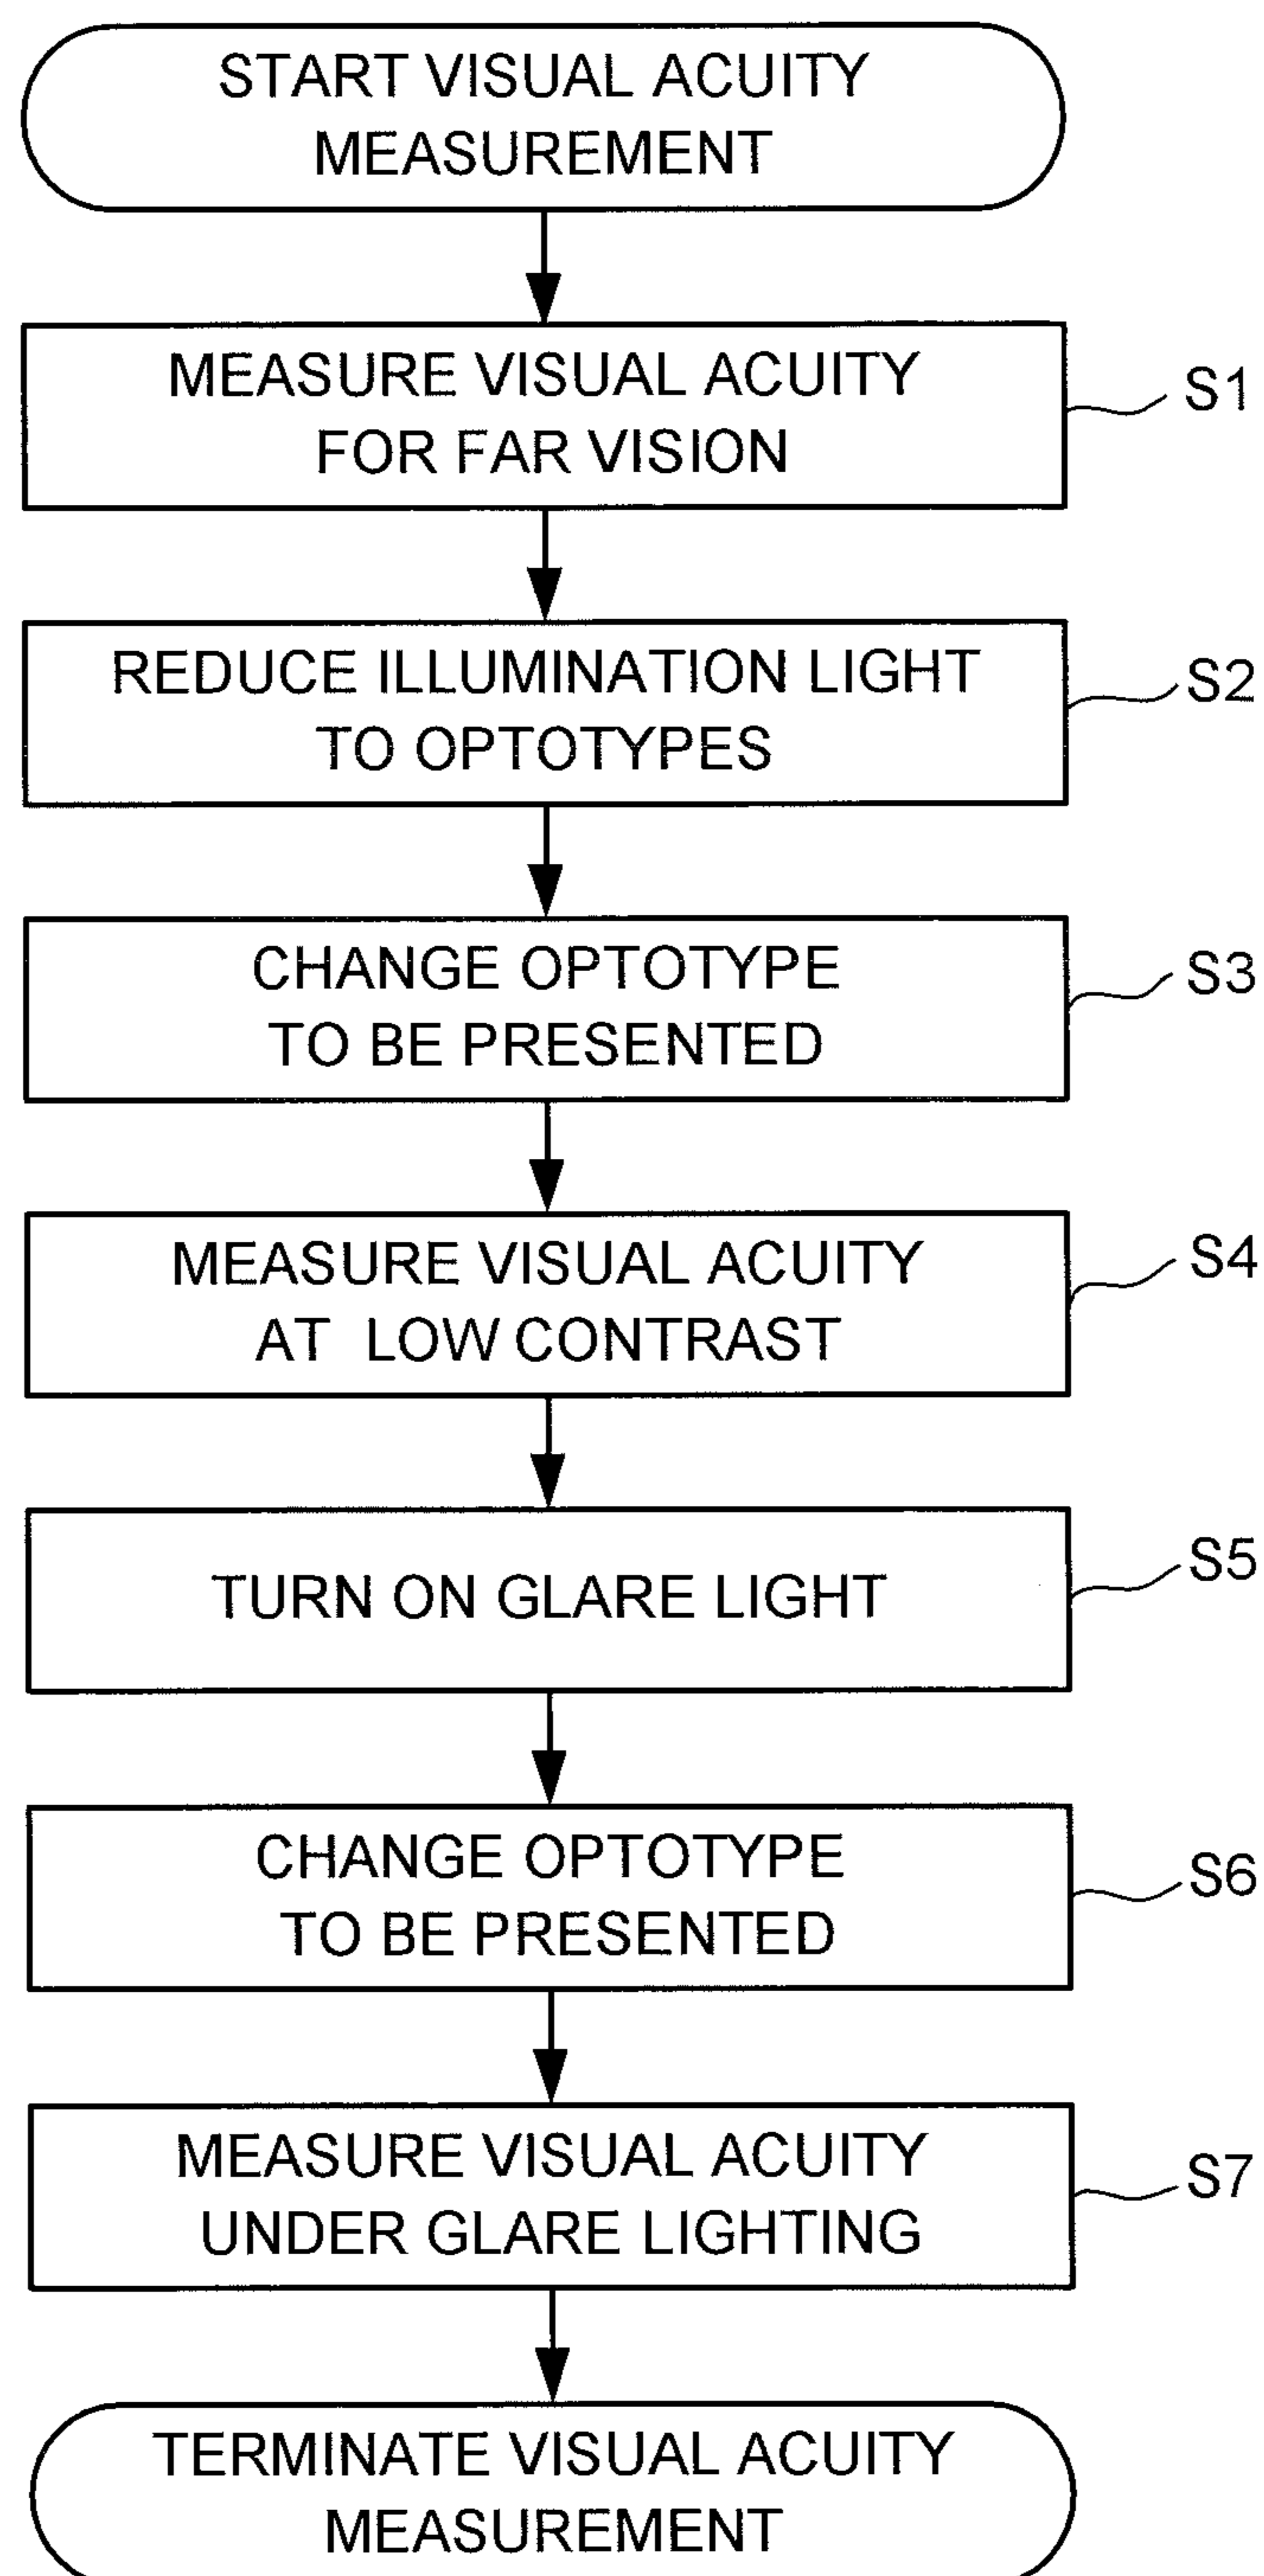 START VISUAL ACUITY
MEASUREMENT
MEASURE VISUAL ACUITY
FOR FAR VISION
S1
REDUCE ILLUMINATION LIGHT
TO OPTOTYPES
S2
CHANGE OPTOTYPE
TO BE PRESENTED
S3
MEASURE VISUAL ACUITY
AT LOW CONTRAST
S4
TURN ON GLARE LIGHT
S5
CHANGE OPTOTYPE
TO BE PRESENTED
S6
MEASURE VISUAL ACUITY
UNDER GLARE LIGHTING
S7
TERMINATE VISUAL ACUITY
MEASUREMENT